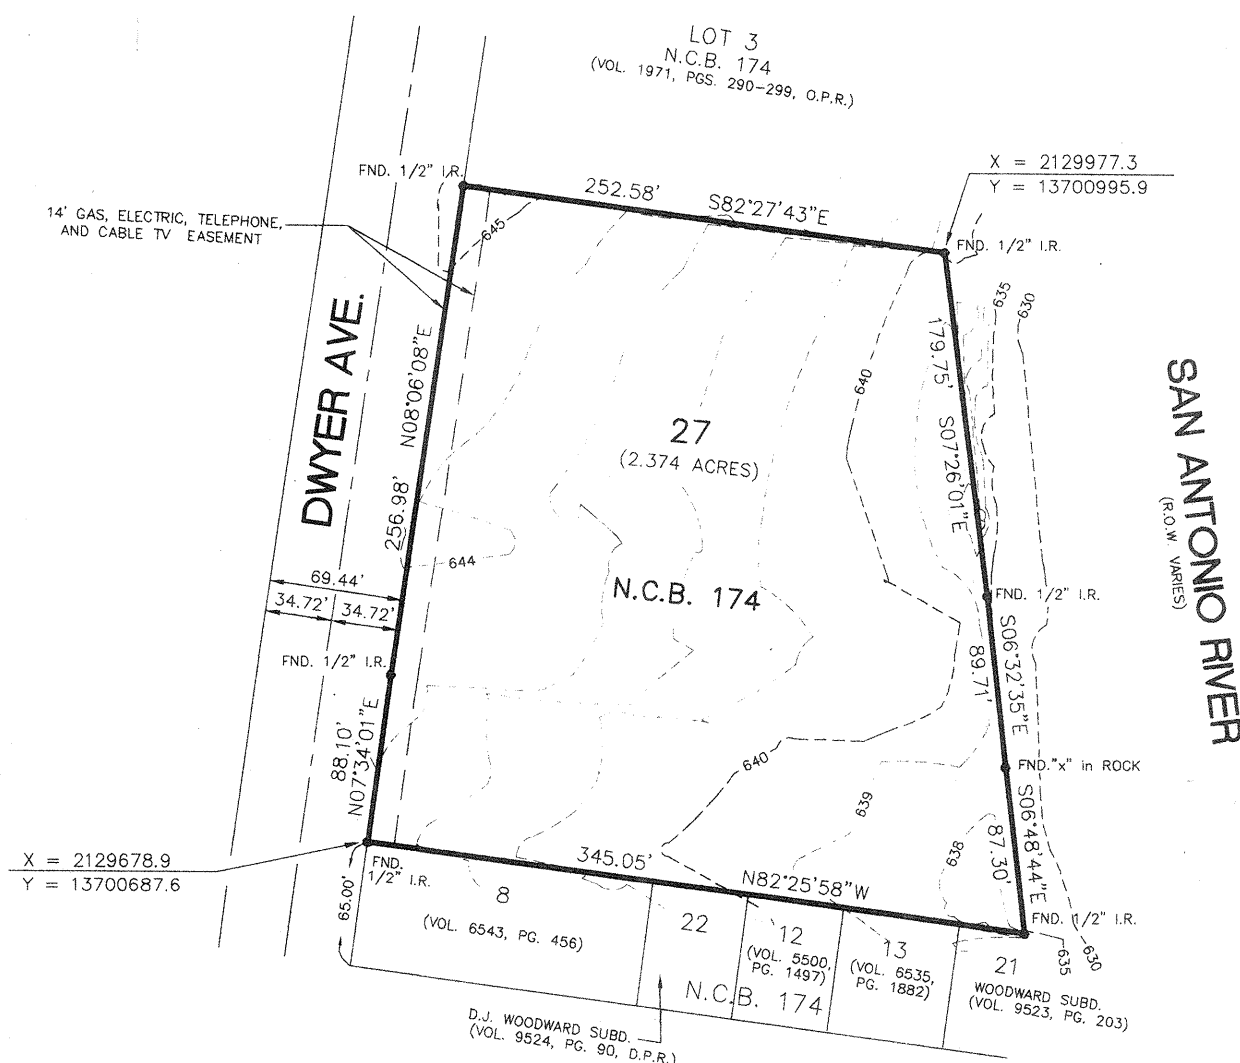 LOT 3
N.C.B. 174
(VOL. 1971, PGS. 290-299, O.P.R.)
X = 2129977.3
Y = 13700995.9
FND. 1/2" I.R.
252.58'
S82°27'43"E
14' GAS, ELECTRIC, TELEPHONE,
AND CABLE TV EASEMENT
645
FND. 1/2" I.R.
635
630
DWYER AVE.
N08°06'08"E
256.98'
640
179.75'
S07°26'01"E
SAN ANTONIO RIVER
(R.O.W. VARIES)
27
(2.374 ACRES)
644
N.C.B. 174
69.44'
34.72'
34.72'
FND. 1/2" I.R.
FND. 1/2" I.R.
S06°32'35"E
89.71'
88.10'
N07°34'01"E
640
639
638
FND."x" in ROCK
S06°48'44"E
87.30'
X = 2129678.9
Y = 13700687.6
FND.
1/2" I.R.
345.05'
N82°25'58"W
FND. 1/2" I.R.
65.00'
8
(VOL. 6543, PG. 456)
22
12
(VOL. 5500,
PG. 1497)
13
(VOL. 6535,
PG. 1882)
21
WOODWARD SUBD.
(VOL. 9523, PG. 203)
635
630
N.C.B. 174
D.J. WOODWARD SUBD.
(VOL. 9524, PG. 90, D.P.R.)